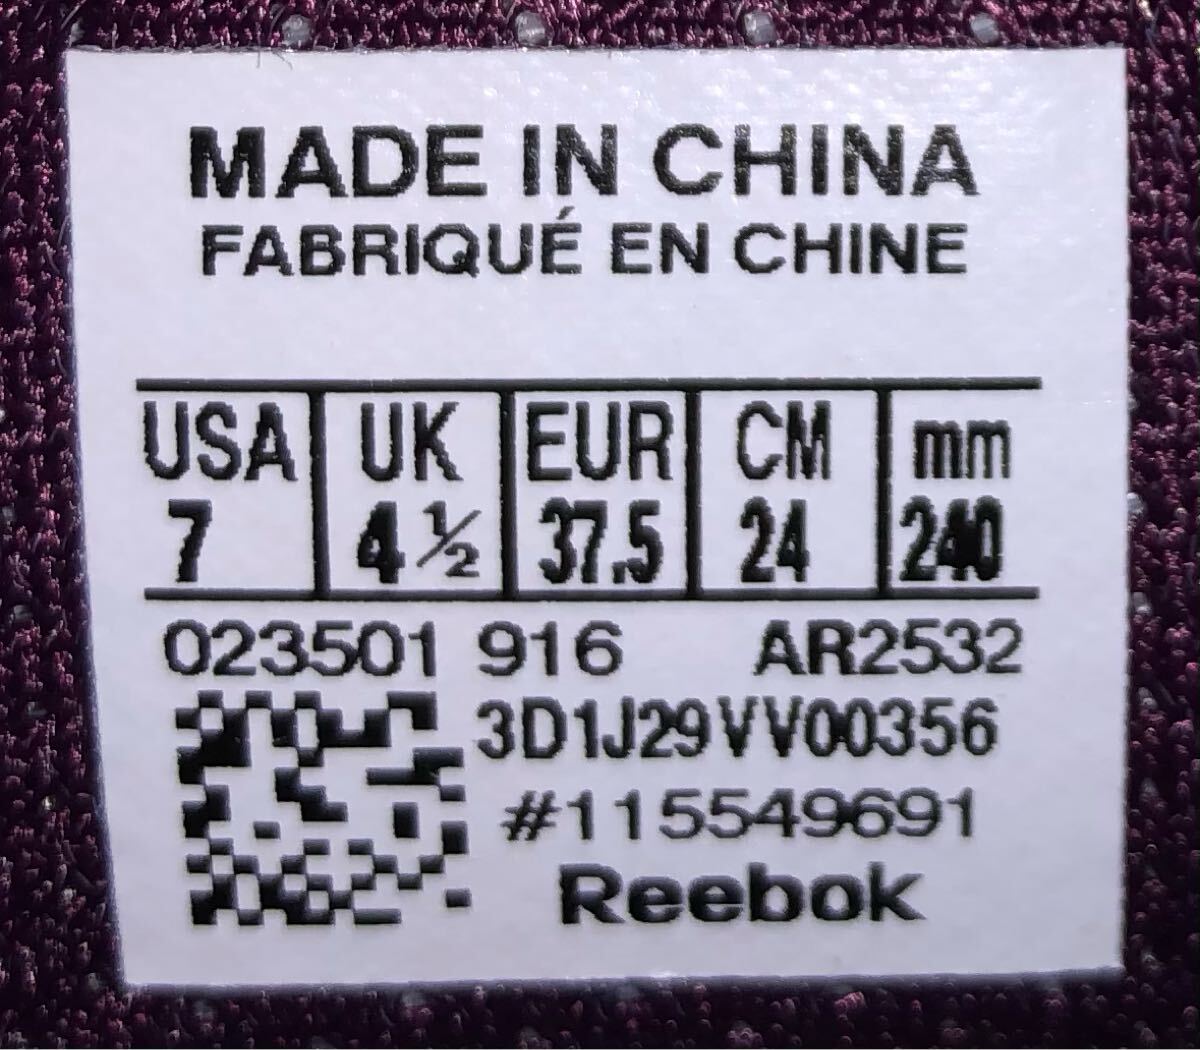 MADE IN CHINA
FABRIQUÉ EN CHINE
USA UK EUR CM mm
7 4 ½ 37.5 24 240
023501 916 AR2532
3D1J29VV00356
#115549691
Reebok